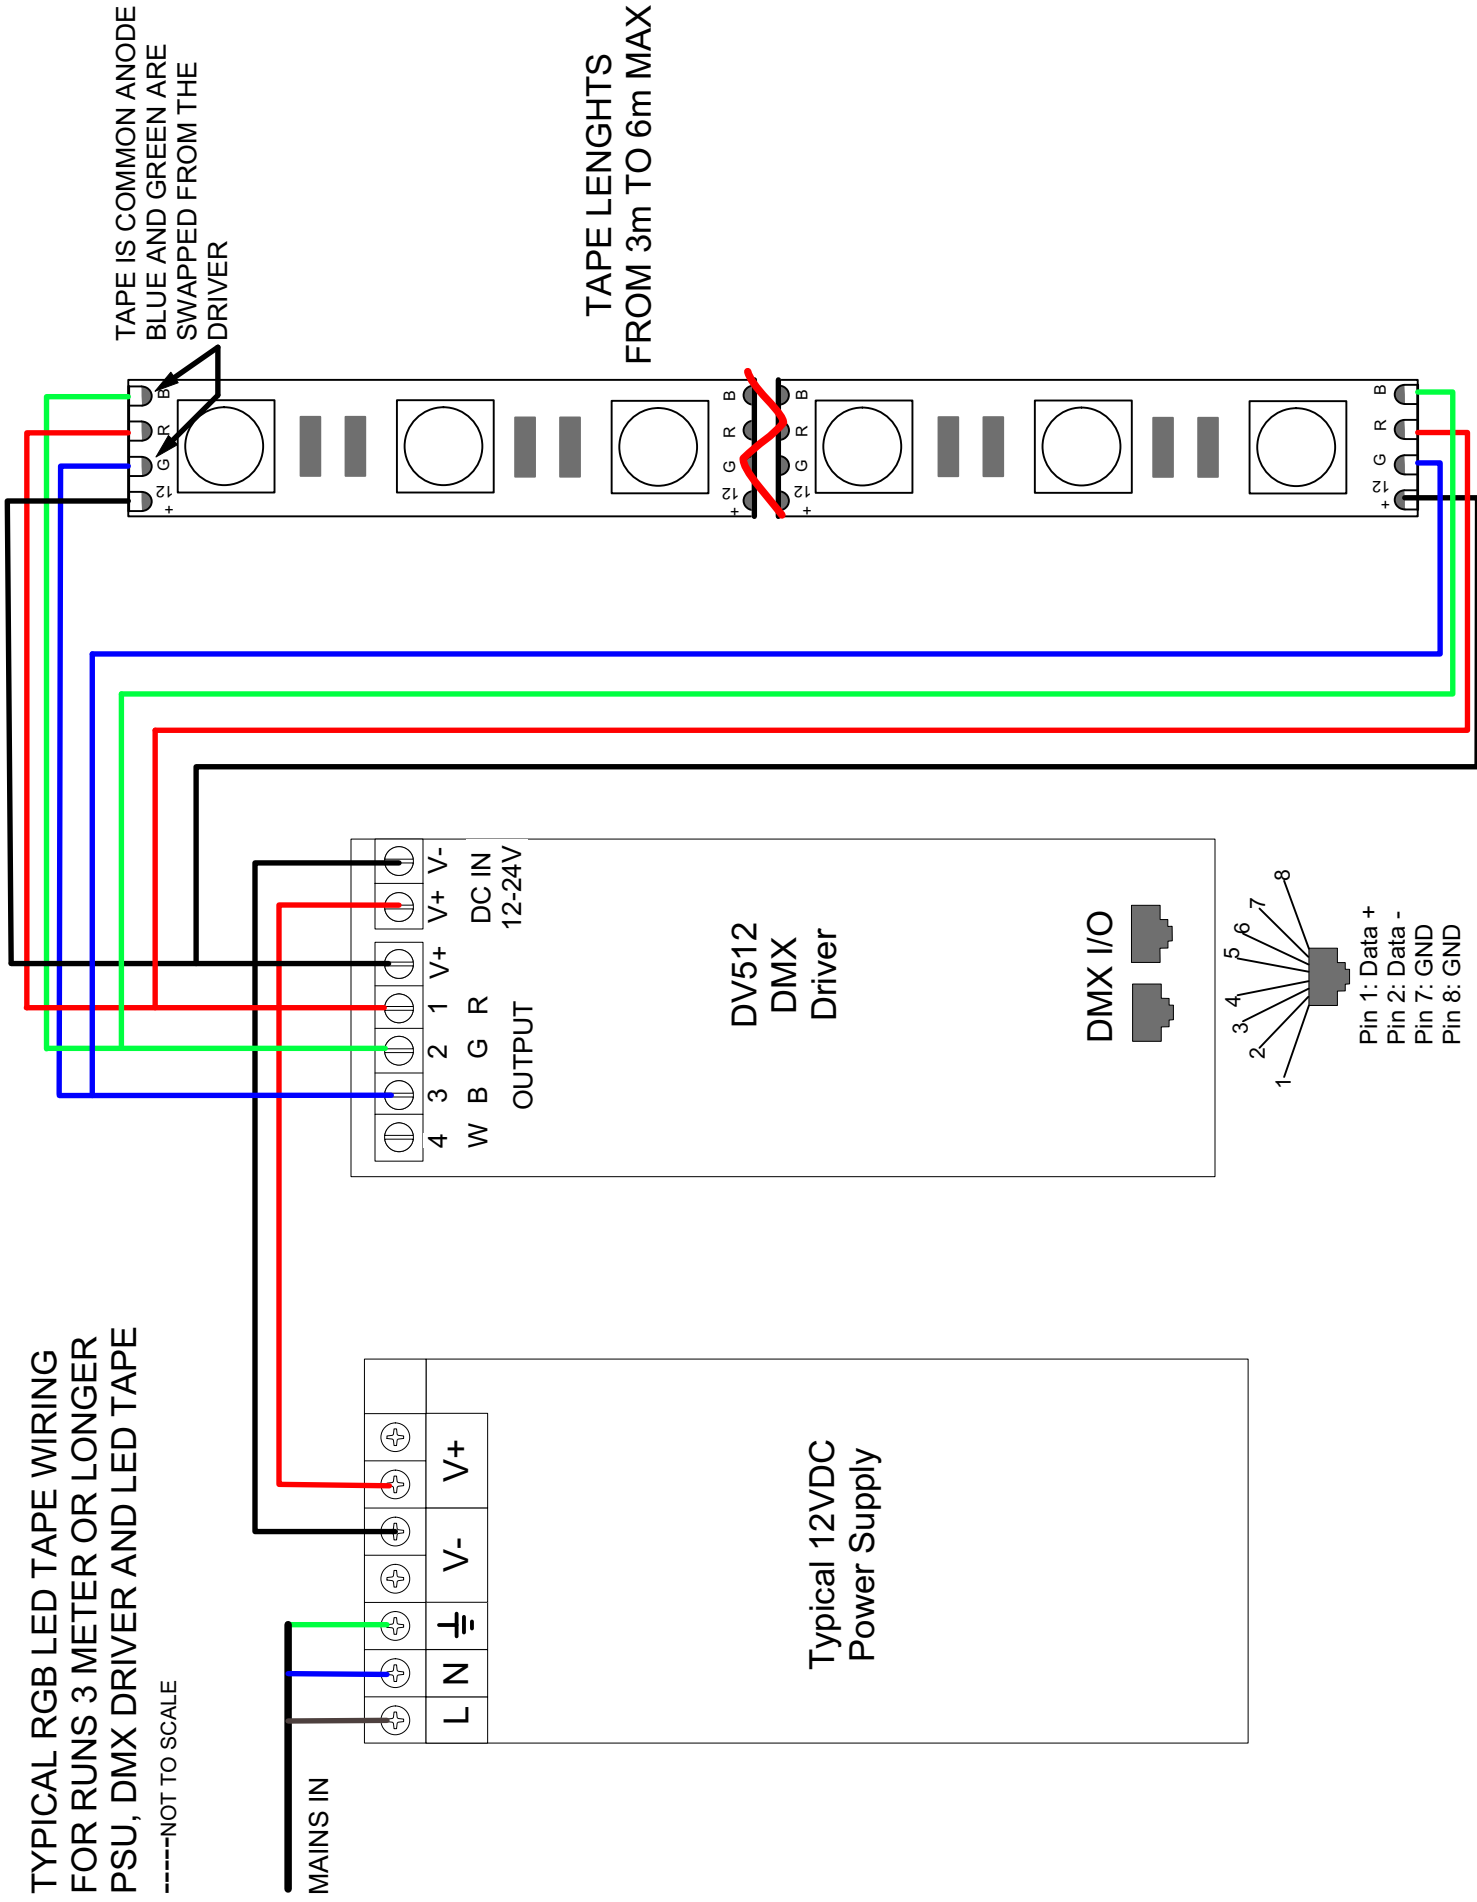 TYPICAL RGB LED TAPE WIRING
FOR RUNS 3 METER OR LONGER
PSU, DMX DRIVER AND LED TAPE
-----NOT TO SCALE
MAINS IN
L N V- V+
Typical 12VDC
Power Supply
4 3 2 1 V+ V+ V-
W B G R
OUTPUT
DC IN
12-24V
DV512
DMX
Driver
DMX I/O
1 2 3 4 5 6 7 8
Pin 1: Data +
Pin 2: Data -
Pin 7: GND
Pin 8: GND
TAPE IS COMMON ANODE
BLUE AND GREEN ARE
SWAPPED FROM THE
DRIVER
+ 12 G R B
+ 12 G R B
+ 12 G R B
+ 12 G R B
TAPE LENGHTS
FROM 3m TO 6m MAX